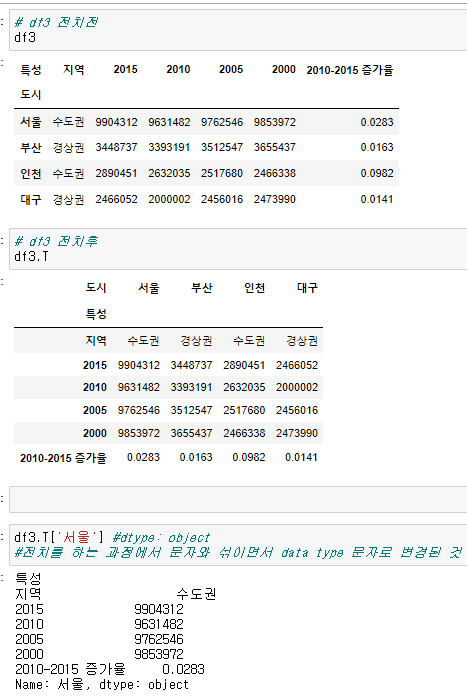 # df3 전치전
df3
특성 지역 2015 2010 2005 2000 2010-2015 증가율
도시
서울 수도권 9904312 9631482 9762546 9853972 0.0283
부산 경상권 3448737 3393191 3512547 3655437 0.0163
인천 수도권 2890451 2632035 2517680 2466338 0.0982
대구 경상권 2466052 2000002 2456016 2473990 0.0141
# df3 전치후
df3.T
도시 서울 부산 인천 대구
특성
지역 수도권 경상권 수도권 경상권
2015 9904312 3448737 2890451 2466052
2010 9631482 3393191 2632035 2000002
2005 9762546 3512547 2517680 2456016
2000 9853972 3655437 2466338 2473990
2010-2015 증가율 0.0283 0.0163 0.0982 0.0141
df3.T['서울'] #dtype: object
#전치를 하는 과정에서 문자와 섞이면서 data type 문자로 변경된 것
특성
지역 수도권
2015 9904312
2010 9631482
2005 9762546
2000 9853972
2010-2015 증가율 0.0283
Name: 서울, dtype: object